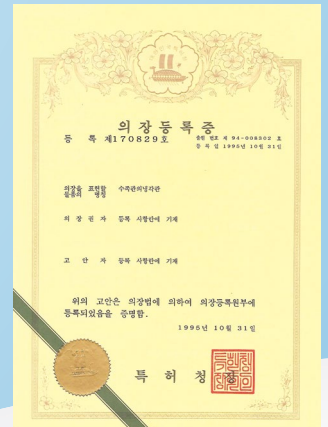 의장등록증
등 록 제170829호
출원 번호 제 94-006302 호
등 록 일 1995년 10월 31일
의장을 표현할 물품의 명칭 수족관의냉각관
의 장 권 자 등록 사항란에 기재
고 안 자 등록 사항란에 기재
위의 고안은 의장법에 의하여 의장등록원부에
등록되었음을 증명함.
1995년 10월 31일
특 허 청 장